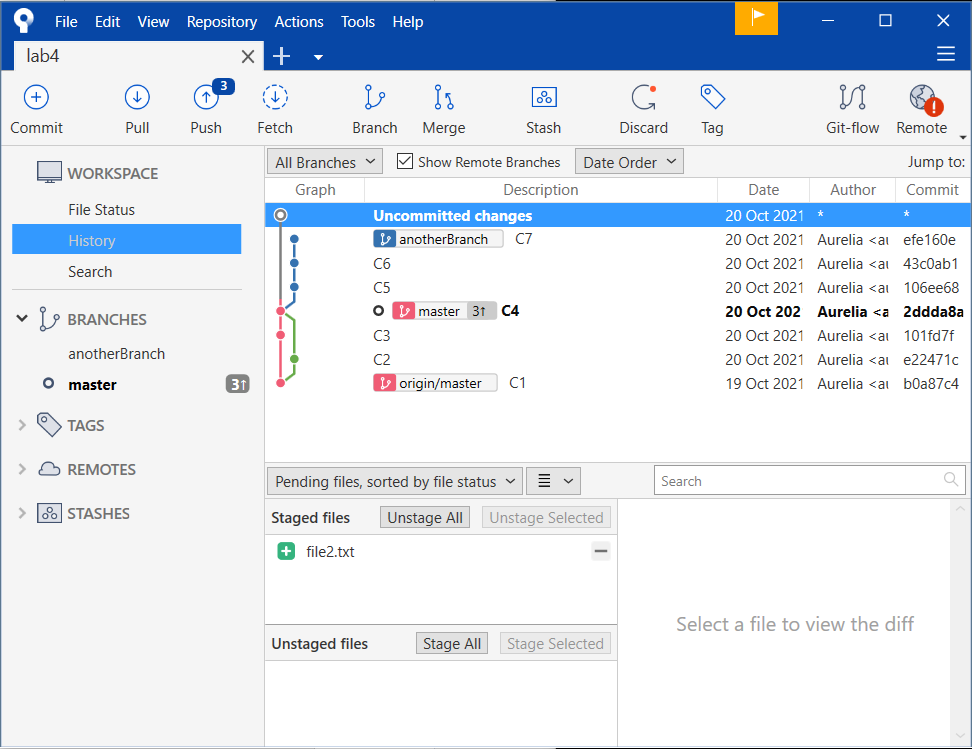 File Edit View Repository Actions Tools Help
lab4
3
Commit Pull Push Fetch Branch Merge Stash Discard Tag Git-flow Remote
WORKSPACE
File Status
History
Search
BRANCHES
anotherBranch
master 3↑
TAGS
REMOTES
STASHES
All Branches Show Remote Branches Date Order Jump to:
Graph Description Date Author Commit
Uncommitted changes 20 Oct 2021 * *
anotherBranch C7 20 Oct 2021 Aurelia <au efe160e
C6 20 Oct 2021 Aurelia <au 43c0ab1
C5 20 Oct 2021 Aurelia <au 106ee68
master 3↑ C4 20 Oct 202 Aurelia <a 2ddda8a
C3 20 Oct 2021 Aurelia <au 101fd7f
C2 20 Oct 2021 Aurelia <au e22471c
origin/master C1 19 Oct 2021 Aurelia <au b0a87c4
Pending files, sorted by file status Search
Staged files Unstage All Unstage Selected
file2.txt
Select a file to view the diff
Unstaged files Stage All Stage Selected